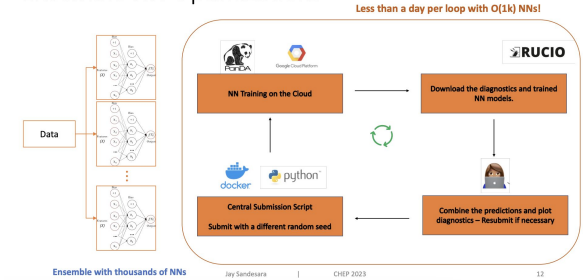 Less than a day per loop with O(1k) NNs!
PanDA
Google Cloud Platform
RUCIO
NN Training on the Cloud
Download the diagnostics and trained
NN models.
Data
docker
python
Central Submission Script
Submit with a different random seed
Combine the predictions and plot
diagnostics – Resubmit if necessary
Ensemble with thousands of NNs
Jay Sandesara | CHEP 2023
12